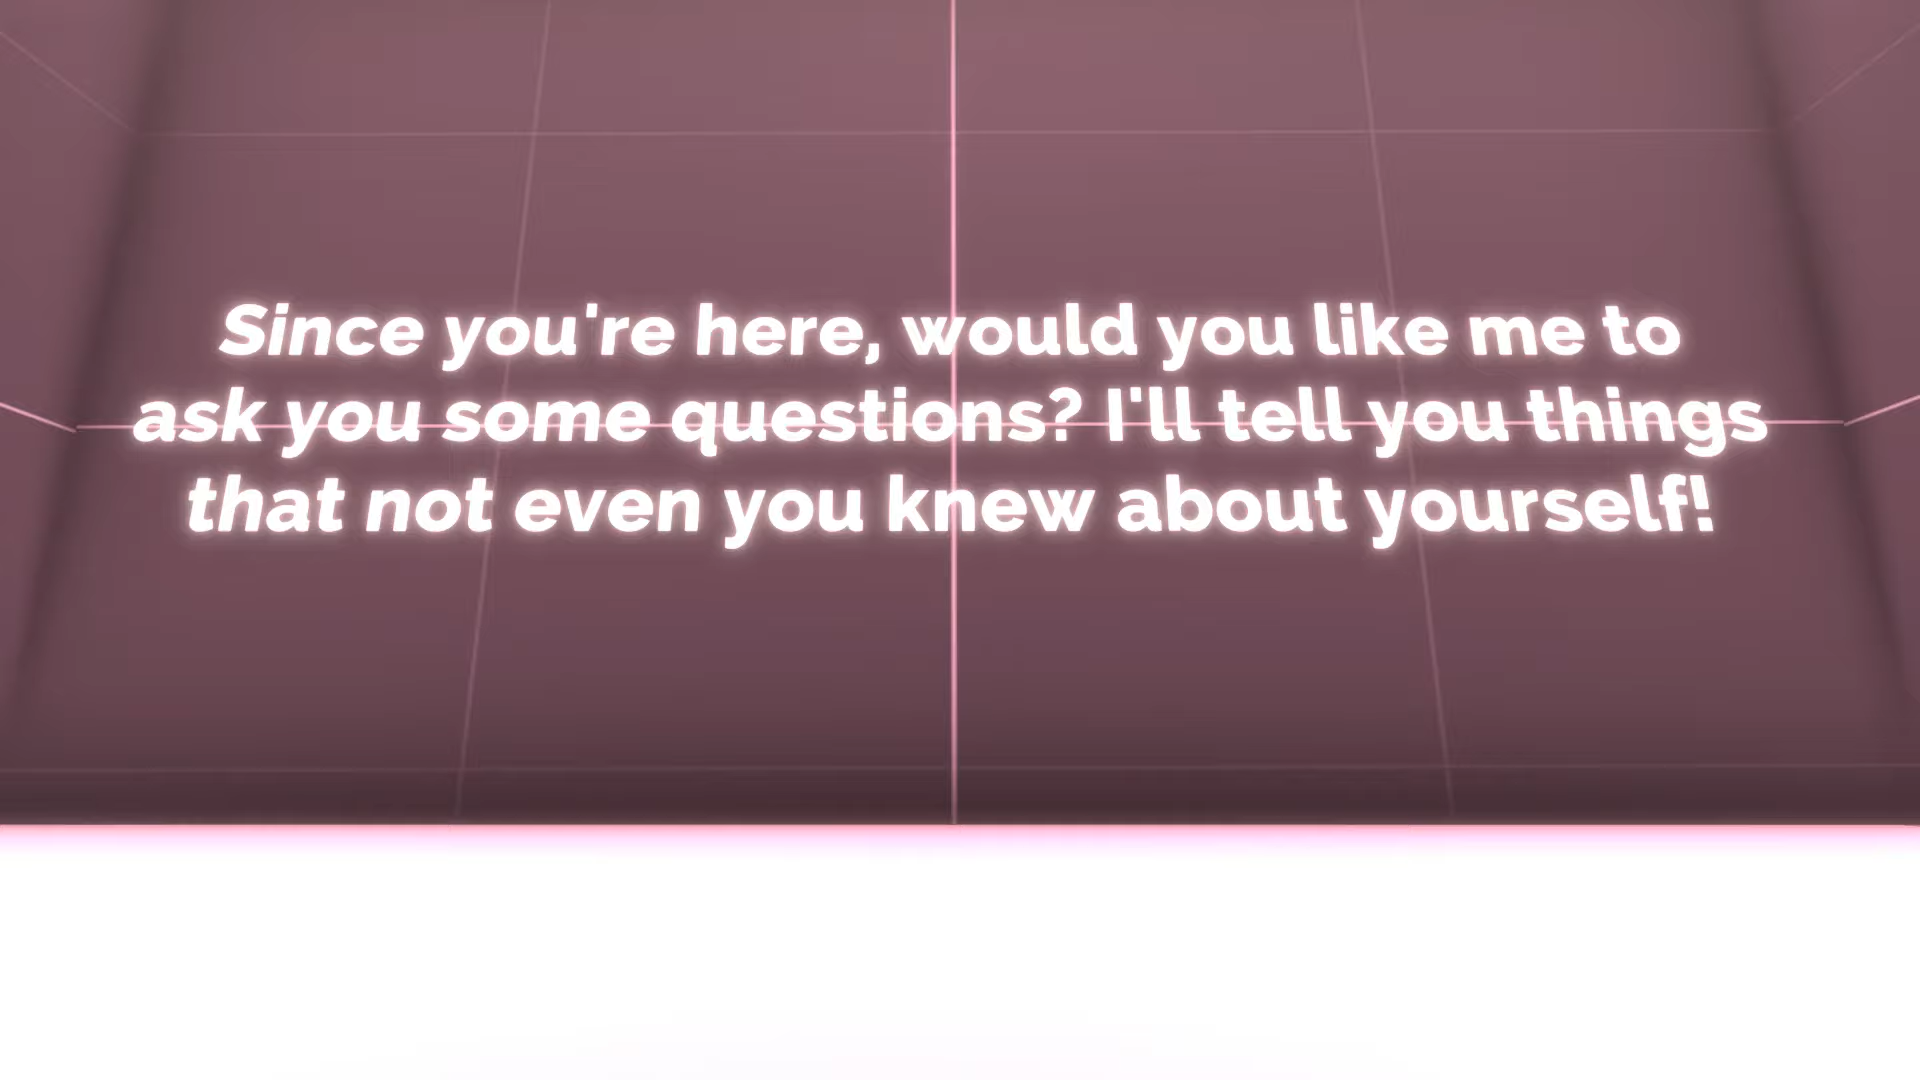 Since you're here, would you like me to
ask you some questions? I'll tell you things
that not even you knew about yourself!